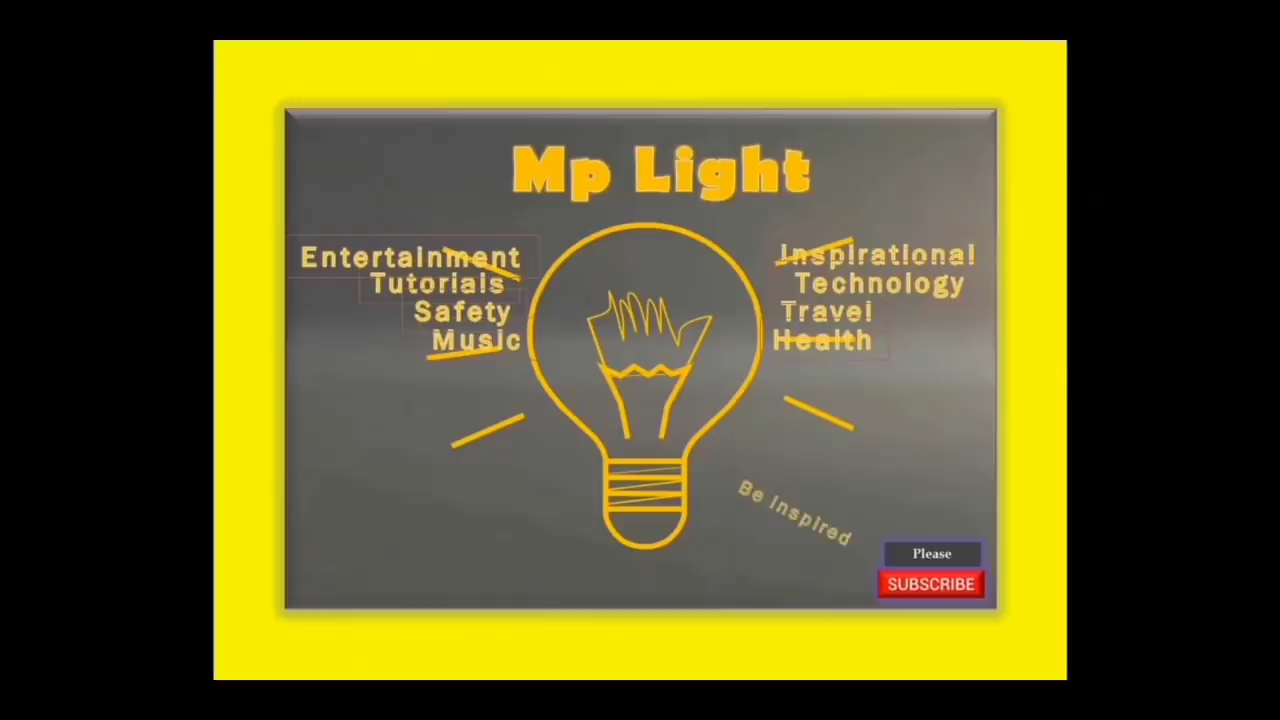 Mp Light
Entertainment
Tutorials
Safety
Music
Inspirational
Technology
Travel
Health
Be Inspired
Please
SUBSCRIBE